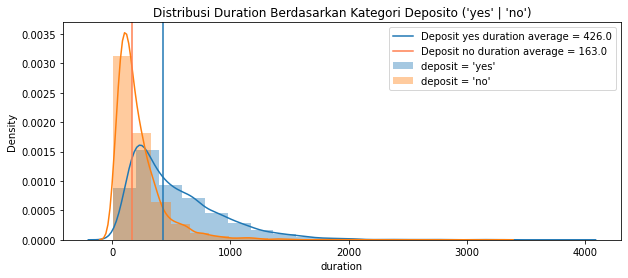 Distribusi Duration Berdasarkan Kategori Deposito ('yes' | 'no')
Deposit yes duration average = 426.0
Deposit no duration average = 163.0
deposit = 'yes'
deposit = 'no'
0.0035
0.0030
0.0025
0.0020
0.0015
0.0010
0.0005
0.0000
Density
0
1000
2000
3000
4000
duration